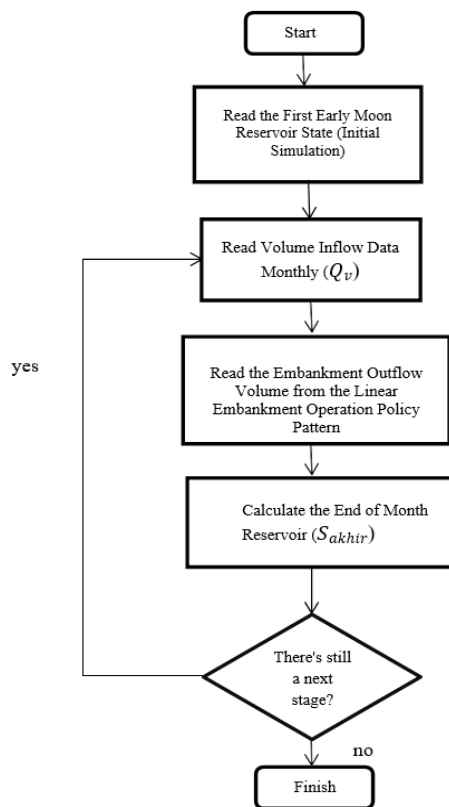 Start
Read the First Early Moon
Reservoir State (Initial
Simulation)
Read Volume Inflow Data
Monthly (Q_v)
yes
Read the Embankment Outflow
Volume from the Linear
Embankment Operation Policy
Pattern
Calculate the End of Month
Reservoir (S_akhir)
There's still
a next
stage?
no
Finish